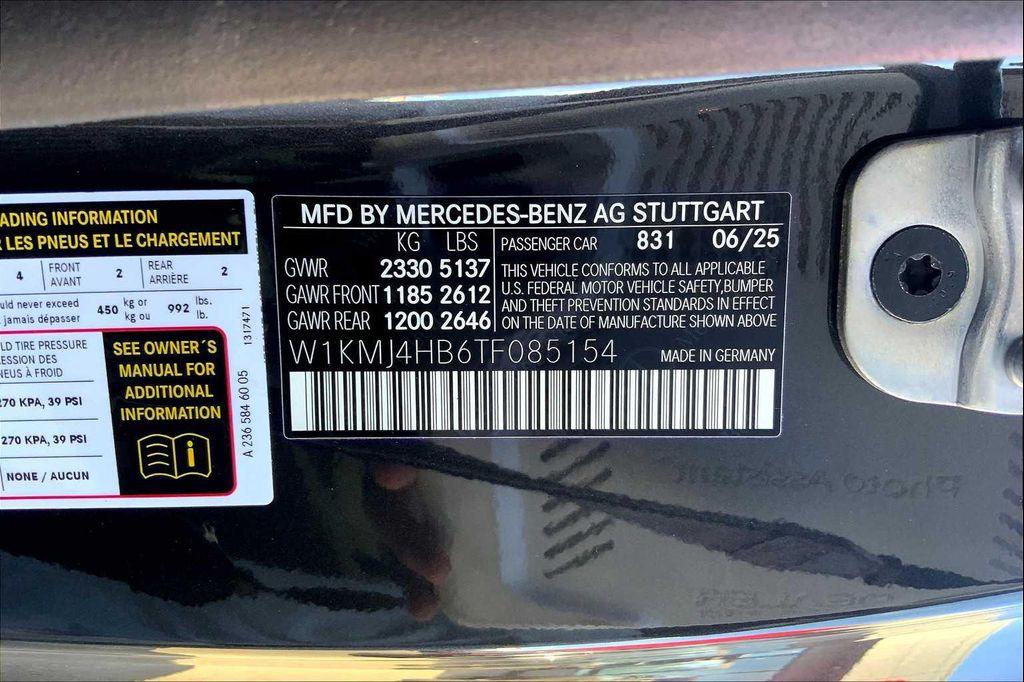 ADING INFORMATION
R LES PNEUS ET LE CHARGEMENT
4 FRONT AVANT 2 REAR ARRIÈRE 2
uld never exceed 450 kg or 992 lbs.
jamais dépasser kg ou lb.
LD TIRE PRESSURE
RESSION DES
ÉS À FROID
270 KPA, 39 PSI
270 KPA, 39 PSI
NONE / AUCUN
SEE OWNER´S
MANUAL FOR
ADDITIONAL
INFORMATION
i
1317471
A 236 584 60 05
MFD BY MERCEDES-BENZ AG STUTTGART
KG LBS
GVWR 2330 5137
GAWR FRONT 1185 2612
GAWR REAR 1200 2646
PASSENGER CAR 831 06/25
THIS VEHICLE CONFORMS TO ALL APPLICABLE
U.S. FEDERAL MOTOR VEHICLE SAFETY,BUMPER
AND THEFT PREVENTION STANDARDS IN EFFECT
ON THE DATE OF MANUFACTURE SHOWN ABOVE
W1KMJ4HB6TF085154 MADE IN GERMANY